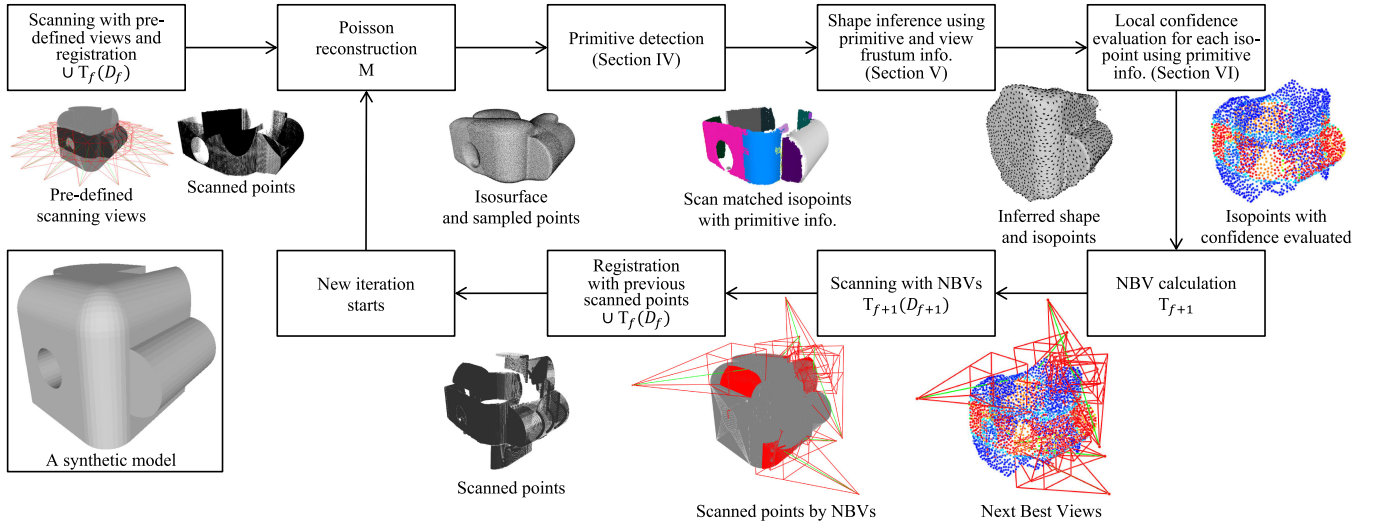 Scanning with pre-
defined views and
registration
∪ T_f(D_f)
Poisson
reconstruction
M
Primitive detection
(Section IV)
Shape inference using
primitive and view
frustum info.
(Section V)
Local confidence
evaluation for each iso-
point using primitive
info. (Section VI)
Pre-defined
scanning views
Scanned points
Isosurface
and sampled points
Scan matched isopoints
with primitive info.
Inferred shape
and isopoints
Isopoints with
confidence evaluated
New iteration
starts
Registration
with previous
scanned points
∪ T_f(D_f)
Scanning with NBVs
T_{f+1}(D_{f+1})
NBV calculation
T_{f+1}
A synthetic model
Scanned points
Scanned points by NBVs
Next Best Views